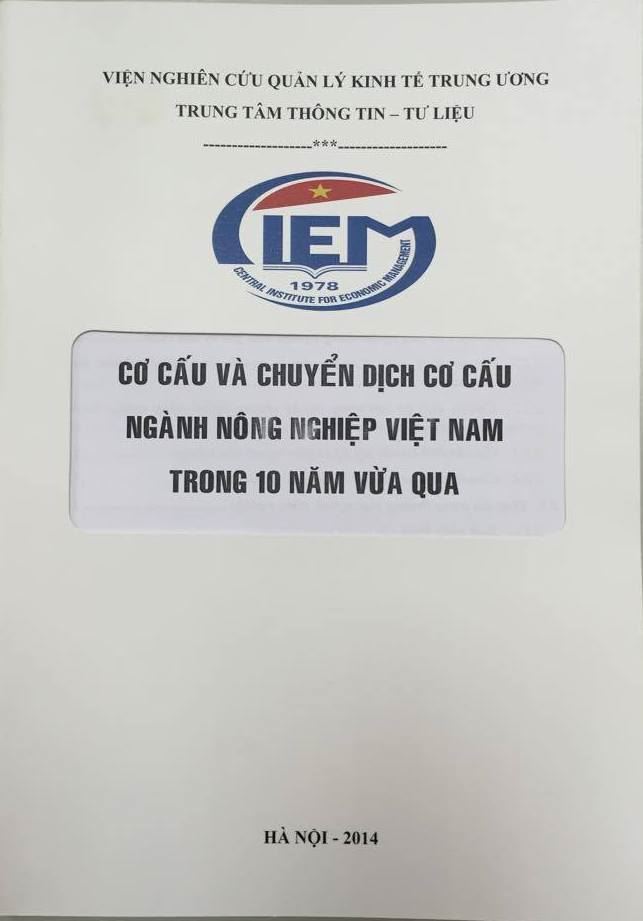 VIỆN NGHIÊN CỨU QUẢN LÝ KINH TẾ TRUNG ƯƠNG
TRUNG TÂM THÔNG TIN – TƯ LIỆU
-------------------***-------------------
CIEM
1978
CENTRAL INSTITUTE FOR ECONOMIC MANAGEMENT
CƠ CẤU VÀ CHUYỂN DỊCH CƠ CẤU
NGÀNH NÔNG NGHIỆP VIỆT NAM
TRONG 10 NĂM VỪA QUA
HÀ NỘI - 2014